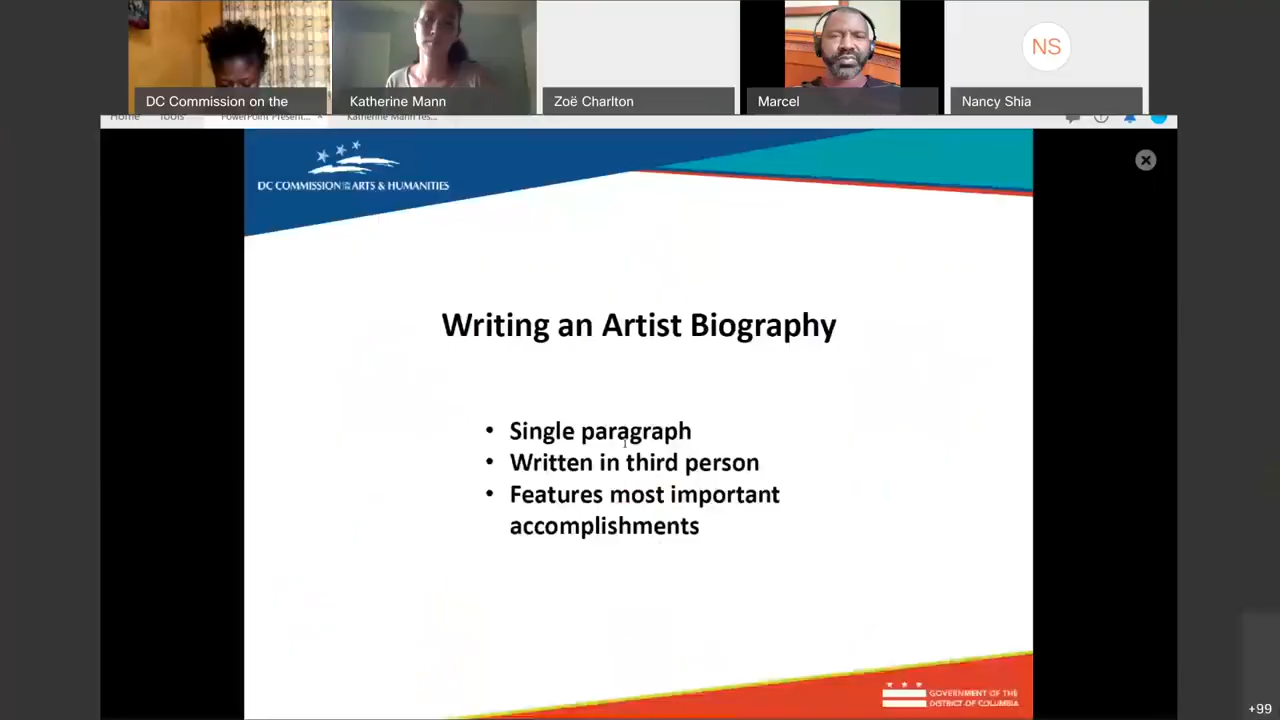 DC Commission on the
Katherine Mann
Zoë Charlton
Marcel
NS
Nancy Shia
Home Tools PowerPoint Present... × Katherine Mann res...
DC COMMISSION ON THE ARTS & HUMANITIES
Writing an Artist Biography
• Single paragraph
• Written in third person
• Features most important
accomplishments
GOVERNMENT OF THE
DISTRICT OF COLUMBIA
+99